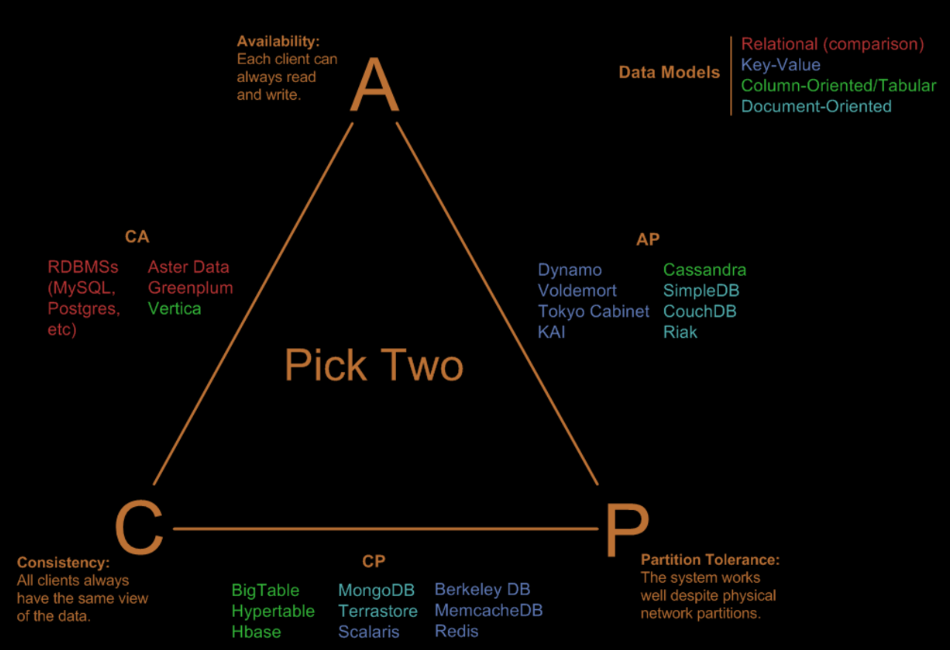 Availability:
Each client can
always read
and write.
A
Data Models
Relational (comparison)
Key-Value
Column-Oriented/Tabular
Document-Oriented
CA
RDBMSs
(MySQL,
Postgres,
etc)
Aster Data
Greenplum
Vertica
AP
Dynamo
Voldemort
Tokyo Cabinet
KAI
Cassandra
SimpleDB
CouchDB
Riak
Pick Two
C
Consistency:
All clients always
have the same view
of the data.
P
Partition Tolerance:
The system works
well despite physical
network partitions.
CP
BigTable
Hypertable
Hbase
MongoDB
Terrastore
Scalaris
Berkeley DB
MemcacheDB
Redis